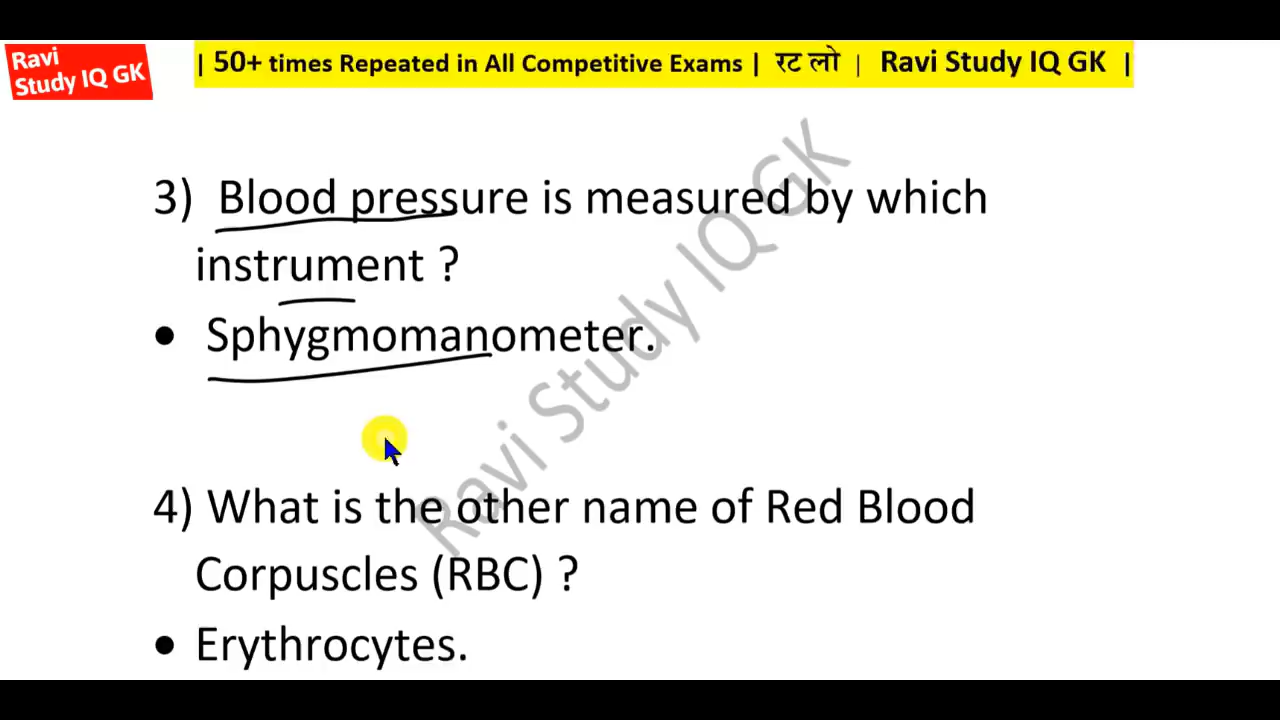 Ravi
Study IQ GK
| 50+ times Repeated in All Competitive Exams | रट लो | Ravi Study IQ GK |
3) Blood pressure is measured by which
instrument ?
• Sphygmomanometer.
4) What is the other name of Red Blood
Corpuscles (RBC) ?
• Erythrocytes.
Ravi Study IQ GK